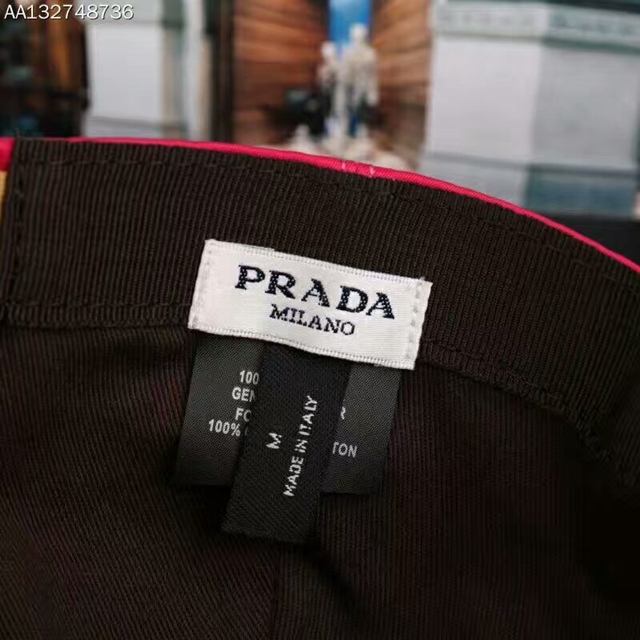 AA132748736
PRADA
MILANO
100
GEN
FO
100%
TON
M
MADE IN ITALY